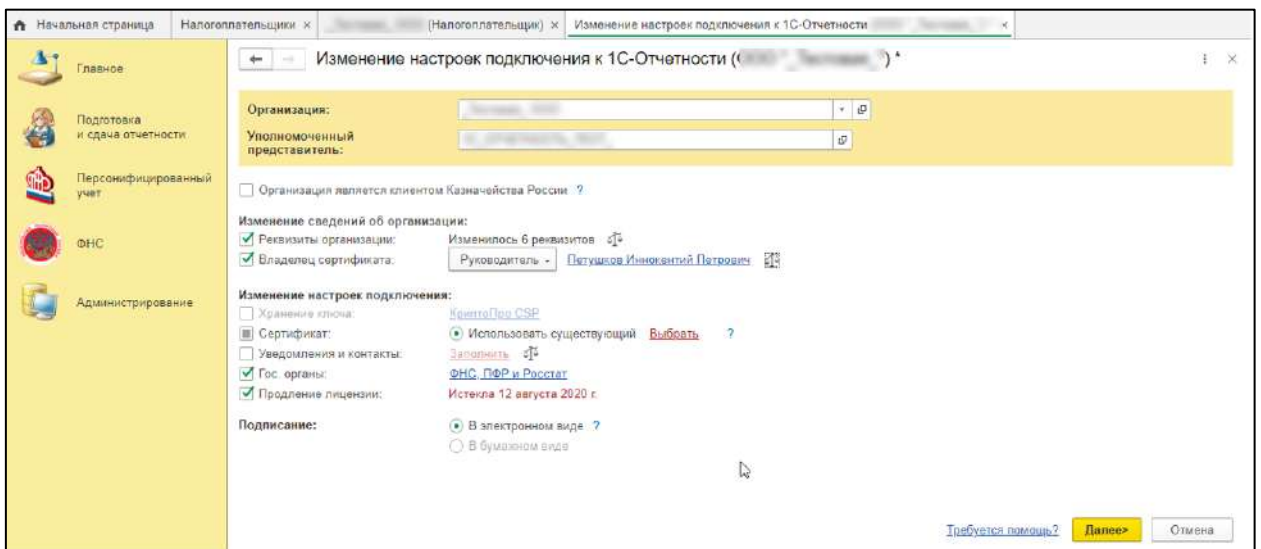 Начальная страница Налогоплательщики × (Налогоплательщик) × Изменение настроек подключения к 1С-Отчетности ×
Главное
Подготовка
и сдача отчетности
Персонифицированный
учет
ФНС
Администрирование
Изменение настроек подключения к 1С-Отчетности ( ) *
Организация:
Уполномоченный
представитель:
Организация является клиентом Казначейства России ?
Изменение сведений об организации:
Реквизиты организации: Изменилось 6 реквизитов
Владелец сертификата: Руководитель Петушков Иннокентий Петрович
Изменение настроек подключения:
Хранение ключа: КриптоПро CSP
Сертификат: Использовать существующий Выбрать ?
Уведомления и контакты: Заполнить
Гос. органы: ФНС, ПФР и Росстат
Продление лицензии: Истекла 12 августа 2020 г.
Подписание: В электронном виде ?
В бумажном виде
Требуется помощь? Далее> Отмена